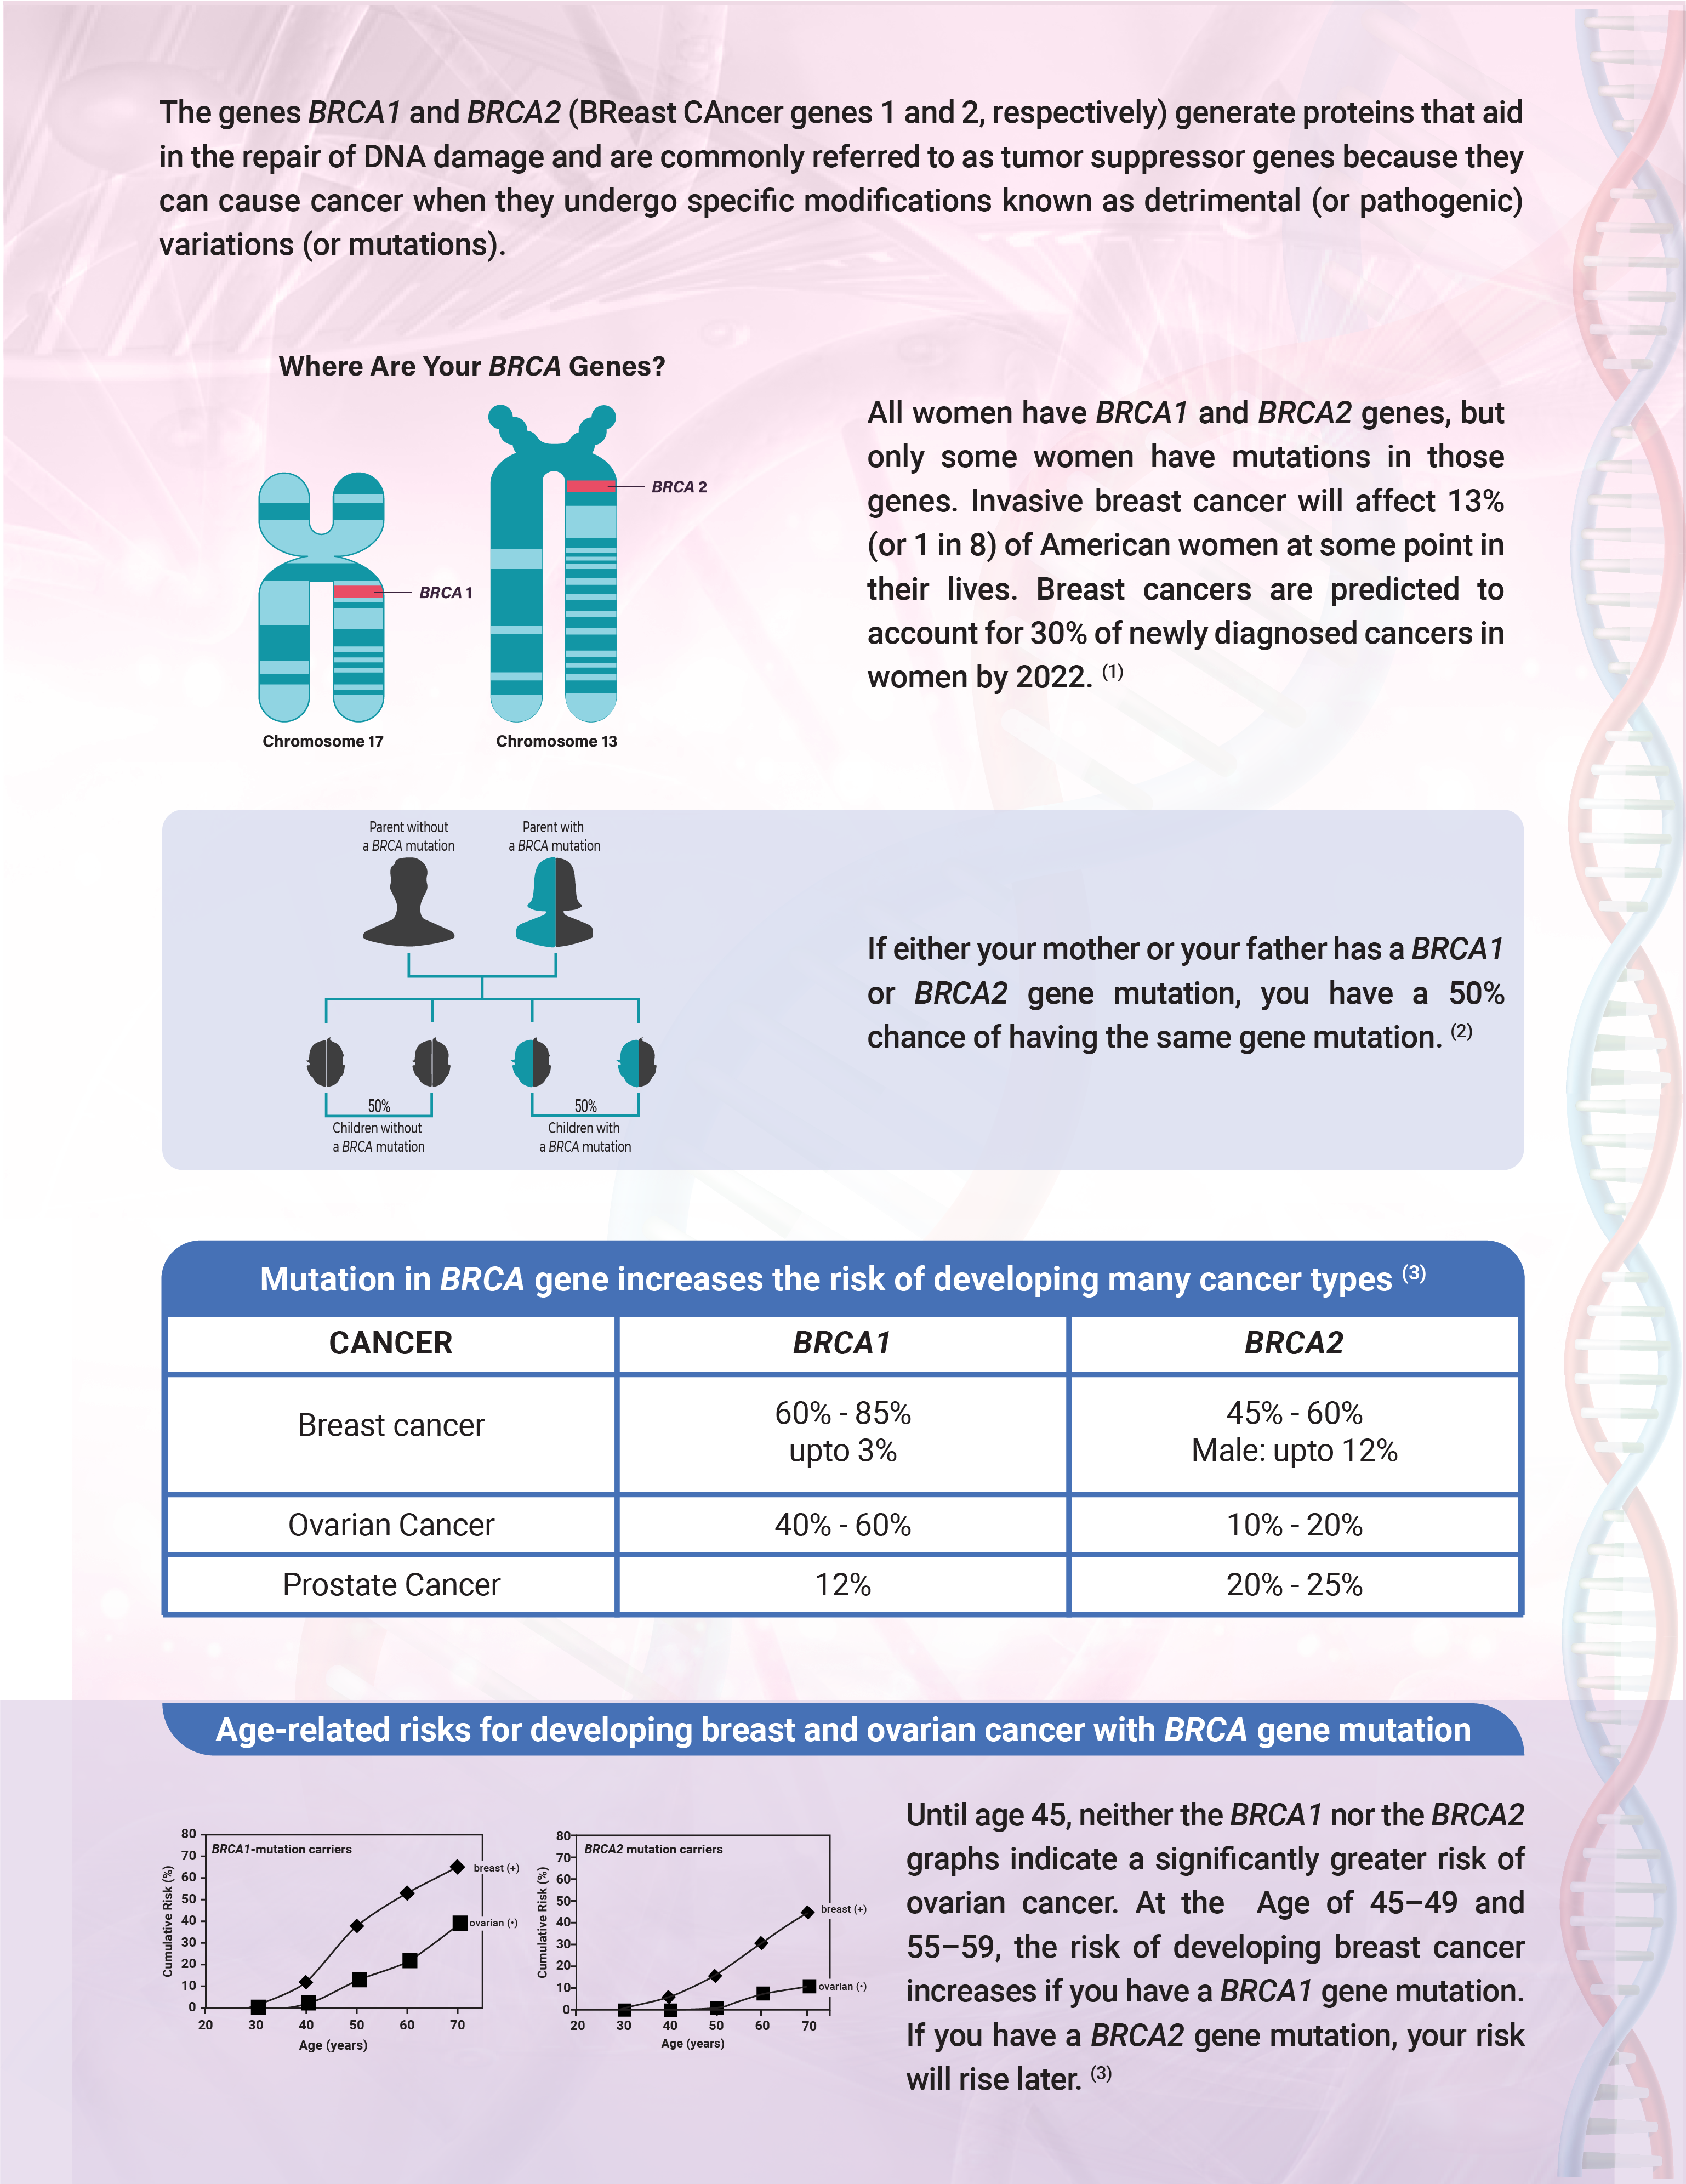 The genes BRCA1 and BRCA2 (BReast CAncer genes 1 and 2, respectively) generate proteins that aid
in the repair of DNA damage and are commonly referred to as tumor suppressor genes because they
can cause cancer when they undergo specific modifications known as detrimental (or pathogenic)
variations (or mutations).
Where Are Your BRCA Genes?
BRCA 2
BRCA 1
Chromosome 17
Chromosome 13
All women have BRCA1 and BRCA2 genes, but
only some women have mutations in those
genes. Invasive breast cancer will affect 13%
(or 1 in 8) of American women at some point in
their lives. Breast cancers are predicted to
account for 30% of newly diagnosed cancers in
women by 2022. (1)
Parent without
a BRCA mutation
Parent with
a BRCA mutation
50%
Children without
a BRCA mutation
50%
Children with
a BRCA mutation
If either your mother or your father has a BRCA1
or BRCA2 gene mutation, you have a 50%
chance of having the same gene mutation. (2)
Mutation in BRCA gene increases the risk of developing many cancer types (3)
CANCER BRCA1 BRCA2
Breast cancer
60% - 85%
upto 3%
45% - 60%
Male: upto 12%
Ovarian Cancer 40% - 60% 10% - 20%
Prostate Cancer 12% 20% - 25%
Age-related risks for developing breast and ovarian cancer with BRCA gene mutation
BRCA1-mutation carriers
Cumulative Risk (%)
80
70
60
50
40
30
20
10
0
breast (+)
ovarian (•)
20 30 40 50 60 70
Age (years)
BRCA2 mutation carriers
Cumulative Risk (%)
80
70
60
50
40
30
20
10
0
breast (+)
ovarian (•)
20 30 40 50 60 70
Age (years)
Until age 45, neither the BRCA1 nor the BRCA2
graphs indicate a significantly greater risk of
ovarian cancer. At the Age of 45–49 and
55–59, the risk of developing breast cancer
increases if you have a BRCA1 gene mutation.
If you have a BRCA2 gene mutation, your risk
will rise later. (3)